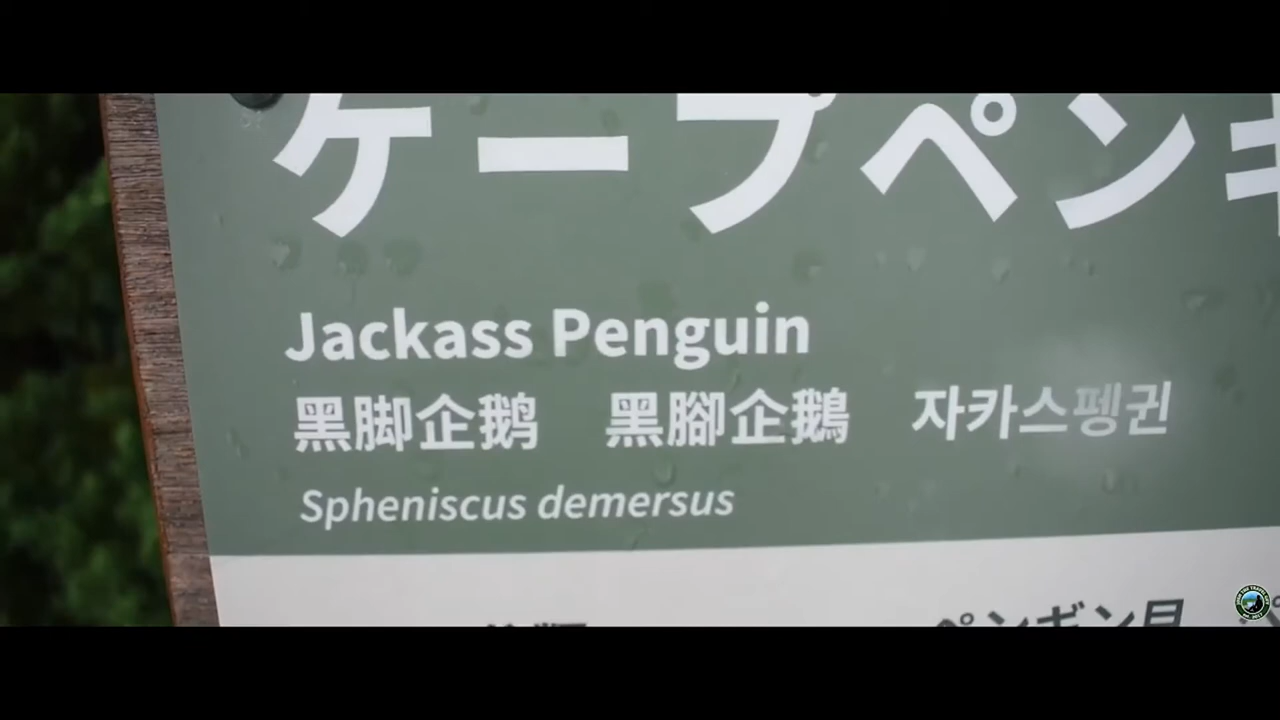 ケープペンギ
Jackass Penguin
黑脚企鹅 黑腳企鵝 자카스펭귄
Spheniscus demersus
ペンギン目